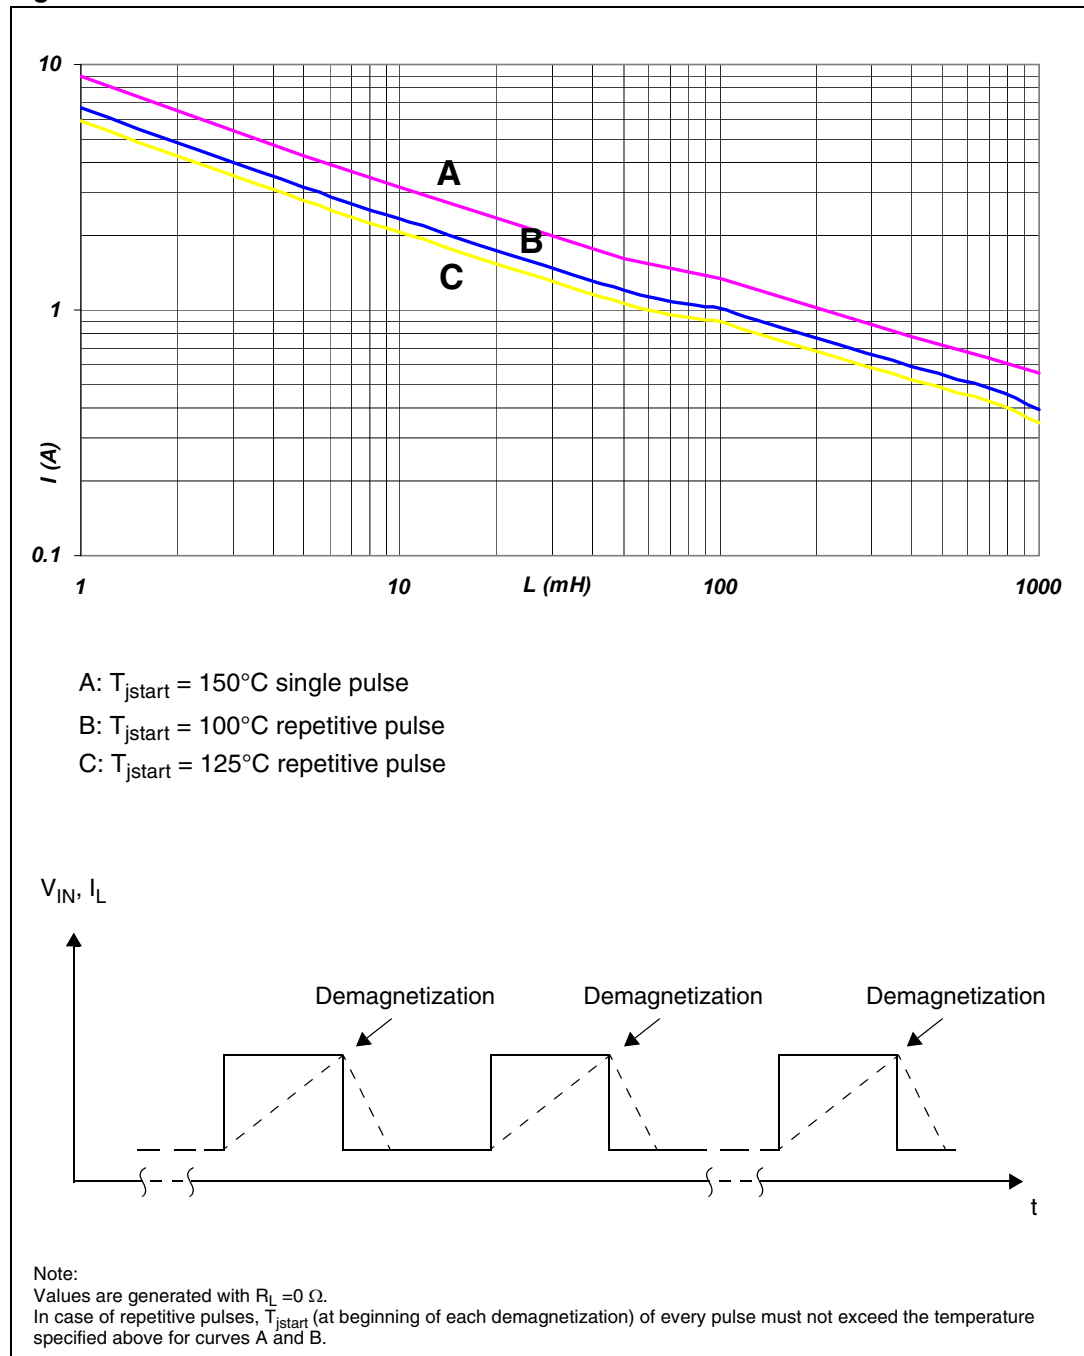 10
1
0.1
I (A)
A
B
C
1
10
L (mH)
100
1000
A: Tjstart = 150°C single pulse
B: Tjstart = 100°C repetitive pulse
C: Tjstart = 125°C repetitive pulse
VIN, IL
Demagnetization
Demagnetization
Demagnetization
t
Note:
Values are generated with RL =0 Ω.
In case of repetitive pulses, Tjstart (at beginning of each demagnetization) of every pulse must not exceed the temperature
specified above for curves A and B.